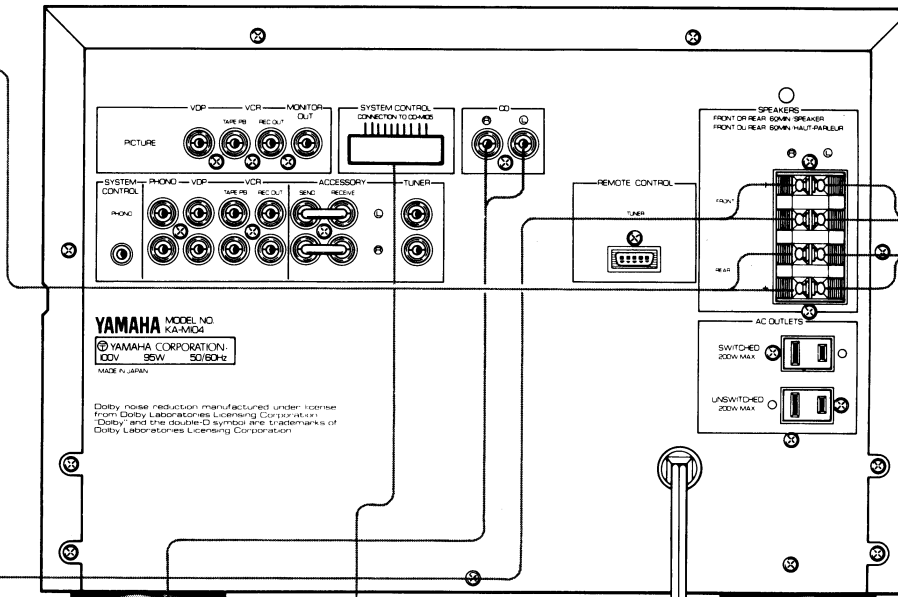 VDP VCR MONITOR OUT
TAPE PB REC OUT
PICTURE
SYSTEM CONTROL
CONNECTION TO CD-M105
CD
R L
SYSTEM CONTROL PHONO VDP VCR ACCESSORY TUNER
TAPE PB REC OUT SEND RECEIVE
PHONO
L
R
REMOTE CONTROL
TUNER
SPEAKERS
FRONT OR REAR 6ΩMIN/SPEAKER
FRONT OU REAR 6ΩMIN/HAUT-PARLEUR
R L
+
FRONT
-
REAR
+
AC OUTLETS
SWITCHED
200W MAX
UNSWITCHED
200W MAX
YAMAHA MODEL NO.
KA-M104
YAMAHA CORPORATION.
100V 95W 50/60Hz
MADE IN JAPAN
Dolby noise reduction manufactured under license
from Dolby Laboratories Licensing Corporation
"Dolby" and the double-D symbol are trademarks of
Dolby Laboratories Licensing Corporation